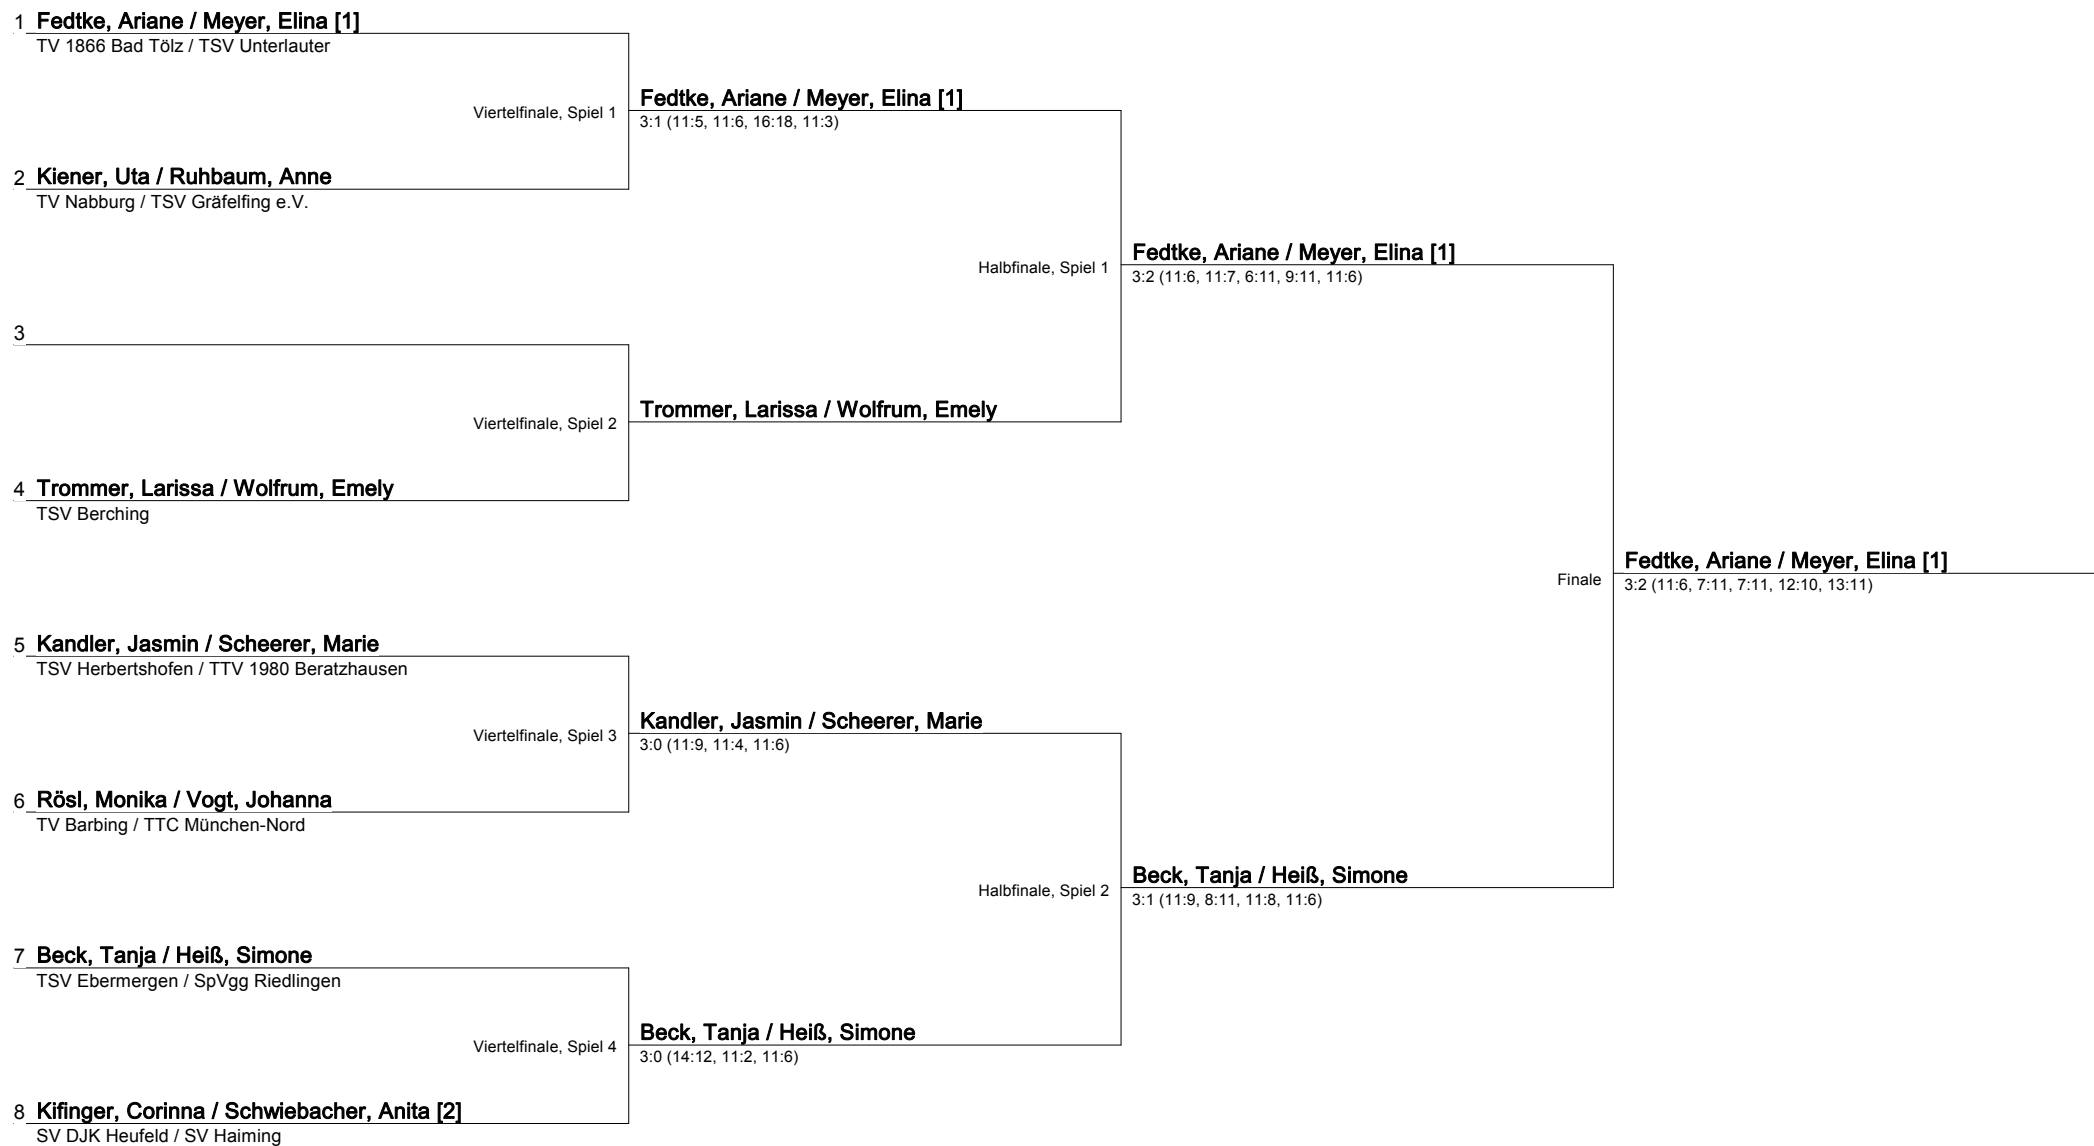 1 Fedtke, Ariane / Meyer, Elina [1]
TV 1866 Bad Tölz / TSV Unterlauter
Viertelfinale, Spiel 1
Fedtke, Ariane / Meyer, Elina [1]
3:1 (11:5, 11:6, 16:18, 11:3)
2 Kiener, Uta / Ruhbaum, Anne
TV Nabburg / TSV Gräfelfing e.V.
Halbfinale, Spiel 1
Fedtke, Ariane / Meyer, Elina [1]
3:2 (11:6, 11:7, 6:11, 9:11, 11:6)
3
Viertelfinale, Spiel 2
Trommer, Larissa / Wolfrum, Emely
4 Trommer, Larissa / Wolfrum, Emely
TSV Berching
Finale
Fedtke, Ariane / Meyer, Elina [1]
3:2 (11:6, 7:11, 7:11, 12:10, 13:11)
5 Kandler, Jasmin / Scheerer, Marie
TSV Herbertshofen / TTV 1980 Beratzhausen
Viertelfinale, Spiel 3
Kandler, Jasmin / Scheerer, Marie
3:0 (11:9, 11:4, 11:6)
6 Rösl, Monika / Vogt, Johanna
TV Barbing / TTC München-Nord
Halbfinale, Spiel 2
Beck, Tanja / Heiß, Simone
3:1 (11:9, 8:11, 11:8, 11:6)
7 Beck, Tanja / Heiß, Simone
TSV Ebermergen / SpVgg Riedlingen
Viertelfinale, Spiel 4
Beck, Tanja / Heiß, Simone
3:0 (14:12, 11:2, 11:6)
8 Kifinger, Corinna / Schwiebacher, Anita [2]
SV DJK Heufeld / SV Haiming